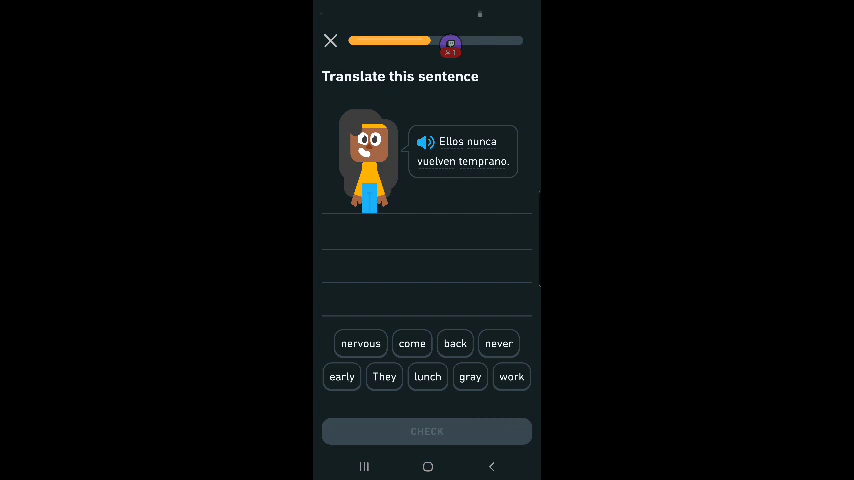 Translate this sentence
Ellos nunca
vuelven temprano.
nervous come back never
early They lunch gray work
CHECK